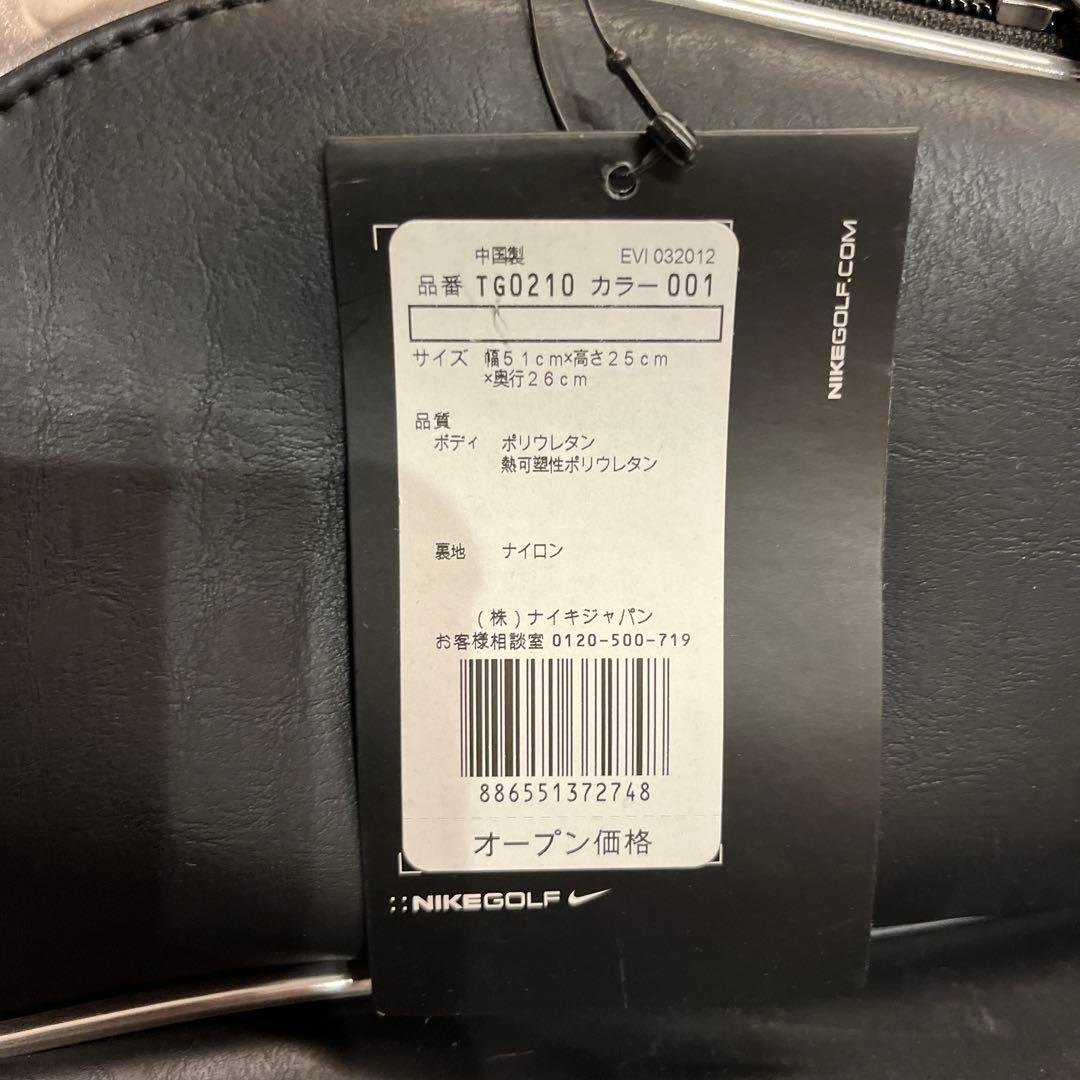 中国製 EVI 032012
品番 TG0210 カラー 001
サイズ 幅51cm×高さ25cm
×奥行26cm
品質
ボディ ポリウレタン
熱可塑性ポリウレタン
裏地 ナイロン
(株)ナイキジャパン
お客様相談室 0120-500-719
886551372748
オープン価格
NIKEGOLF
NIKEGOLF.COM